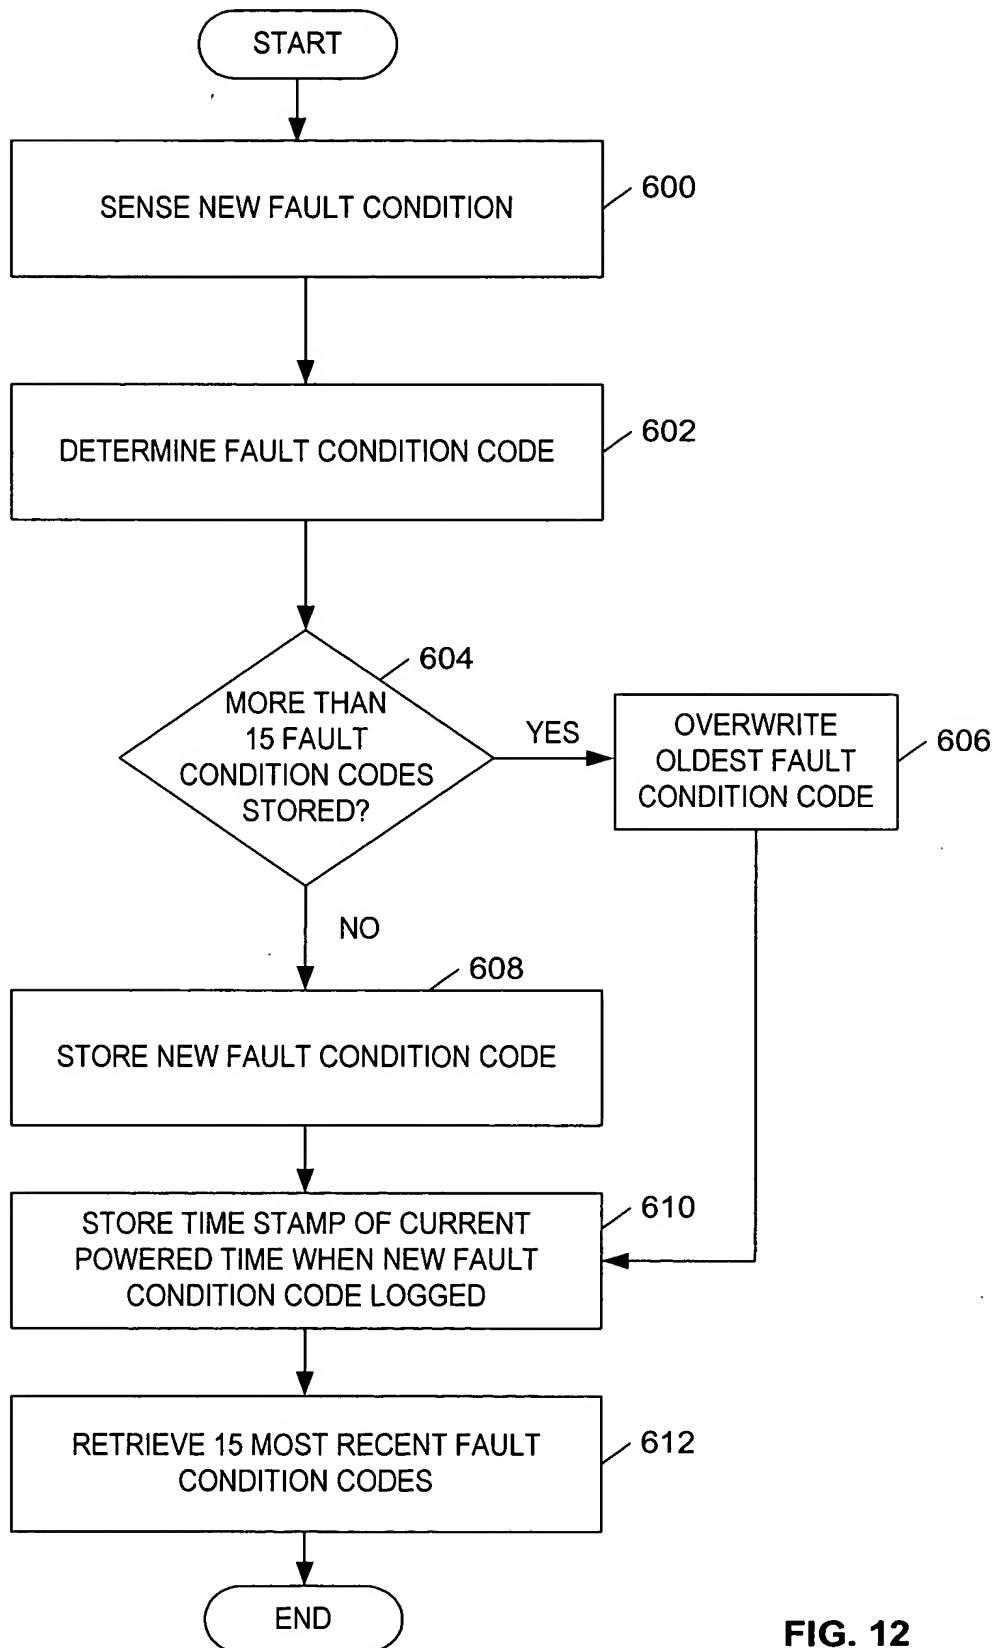 START
SENSE NEW FAULT CONDITION
600
DETERMINE FAULT CONDITION CODE
602
604
MORE THAN
15 FAULT
CONDITION CODES
STORED?
YES
OVERWRITE
OLDEST FAULT
CONDITION CODE
606
NO
608
STORE NEW FAULT CONDITION CODE
STORE TIME STAMP OF CURRENT
POWERED TIME WHEN NEW FAULT
CONDITION CODE LOGGED
610
RETRIEVE 15 MOST RECENT FAULT
CONDITION CODES
612
END
FIG. 12